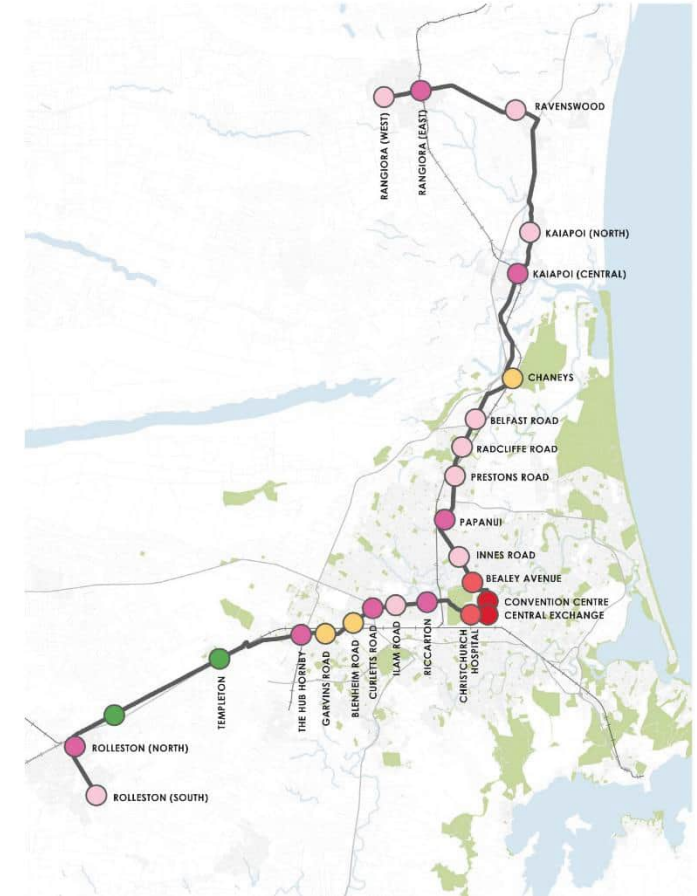 RANGIORA (WEST)
RANGIORA (EAST)
RAVENSWOOD
KAIAPOI (NORTH)
KAIAPOI (CENTRAL)
CHANEYS
BELFAST ROAD
RADCLIFFE ROAD
PRESTONS ROAD
PAPANUI
INNES ROAD
BEALEY AVENUE
CONVENTION CENTRE
CENTRAL EXCHANGE
CHRISTCHURCH
HOSPITAL
RICCARTON
ILAM ROAD
CURLETTS ROAD
BLENHEIM ROAD
GARVINS ROAD
THE HUB HORNBY
TEMPLETON
ROLLESTON (NORTH)
ROLLESTON (SOUTH)